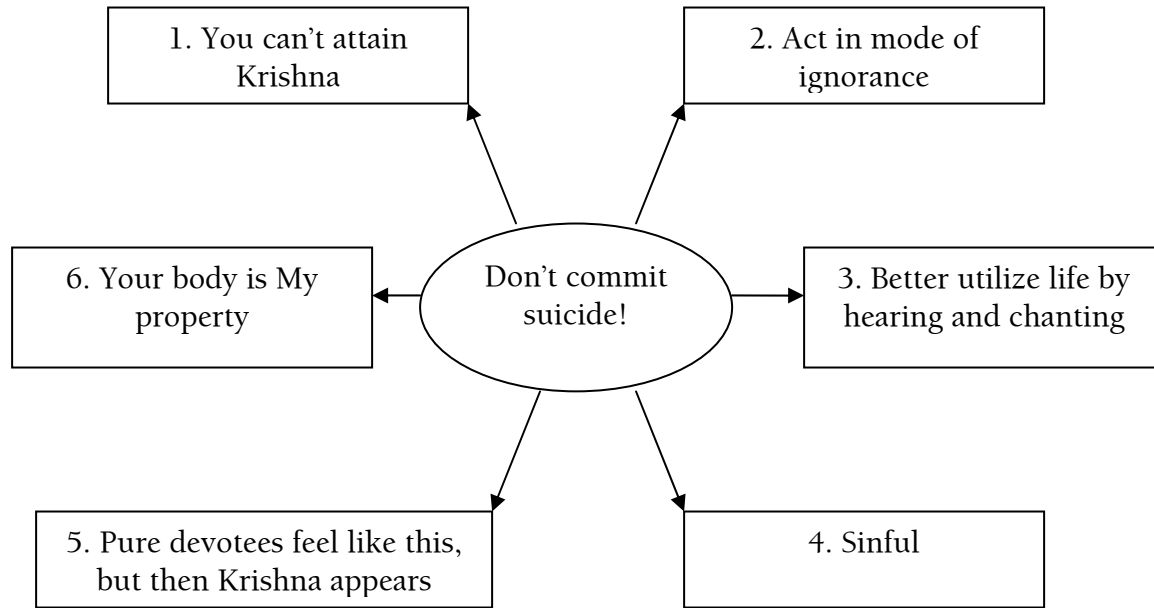 1. You can’t attain
Krishna
2. Act in mode of
ignorance
Don’t commit
suicide!
3. Better utilize life by
hearing and chanting
4. Sinful
5. Pure devotees feel like this,
but then Krishna appears
6. Your body is My
property